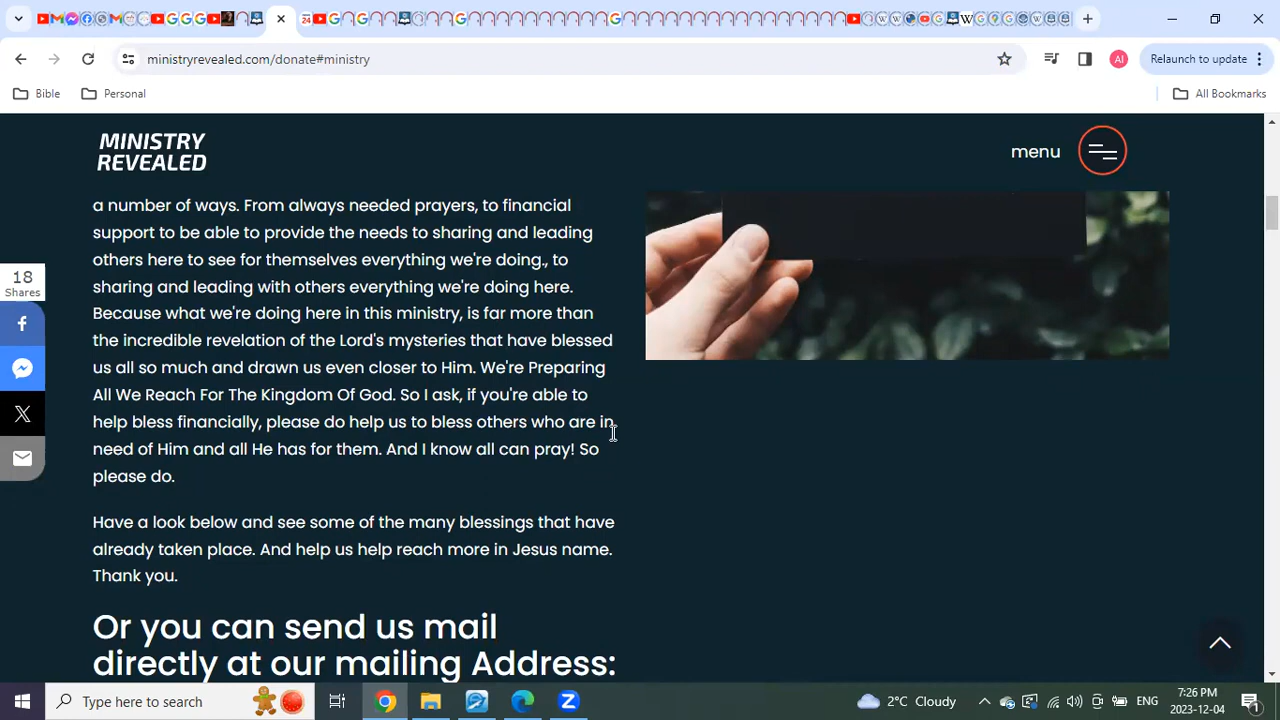 24
ministryrevealed.com/donate#ministry
AI
Relaunch to update
Bible
Personal
All Bookmarks
MINISTRY
REVEALED
menu
a number of ways. From always needed prayers, to financial
support to be able to provide the needs to sharing and leading
others here to see for themselves everything we're doing., to
sharing and leading with others everything we're doing here.
Because what we're doing here in this ministry, is far more than
the incredible revelation of the Lord's mysteries that have blessed
us all so much and drawn us even closer to Him. We're Preparing
All We Reach For The Kingdom Of God. So I ask, if you're able to
help bless financially, please do help us to bless others who are in
need of Him and all He has for them. And I know all can pray! So
please do.
18
Shares
Have a look below and see some of the many blessings that have
already taken place. And help us help reach more in Jesus name.
Thank you.
Or you can send us mail
directly at our mailing Address:
Type here to search
2°C Cloudy
ENG
7:26 PM
2023-12-04
1